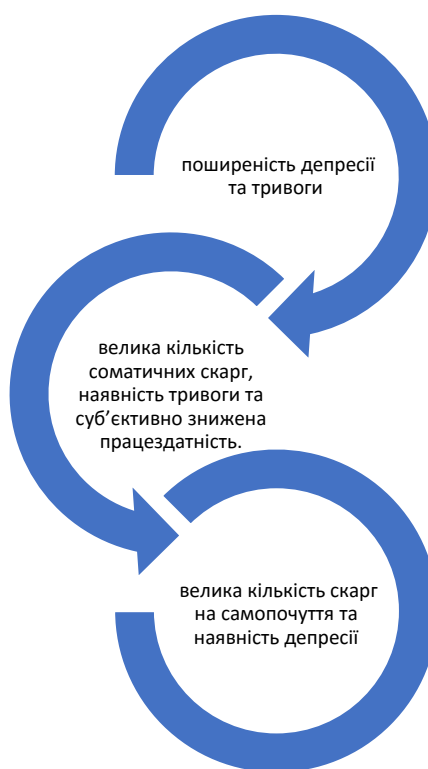 поширеність депресії
та тривоги
велика кількість
соматичних скарг,
наявність тривоги та
суб’єктивно знижена
працездатність.
велика кількість скарг
на самопочуття та
наявність депресії